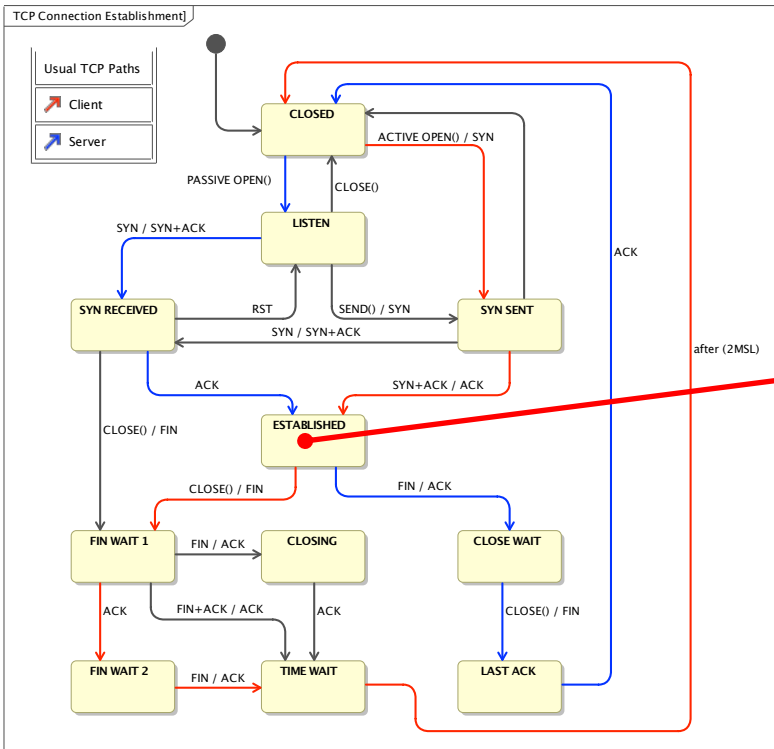 TCP Connection Establishment]
Usual TCP Paths
Client
Server
CLOSED
ACTIVE OPEN() / SYN
PASSIVE OPEN()
CLOSE()
LISTEN
SYN / SYN+ACK
ACK
SYN RECEIVED
RST
SEND() / SYN
SYN SENT
SYN / SYN+ACK
after (2MSL)
ACK
SYN+ACK / ACK
ESTABLISHED
CLOSE() / FIN
CLOSE() / FIN
FIN / ACK
FIN WAIT 1
FIN / ACK
CLOSING
CLOSE WAIT
ACK
FIN+ACK / ACK
ACK
CLOSE() / FIN
FIN WAIT 2
FIN / ACK
TIME WAIT
LAST ACK